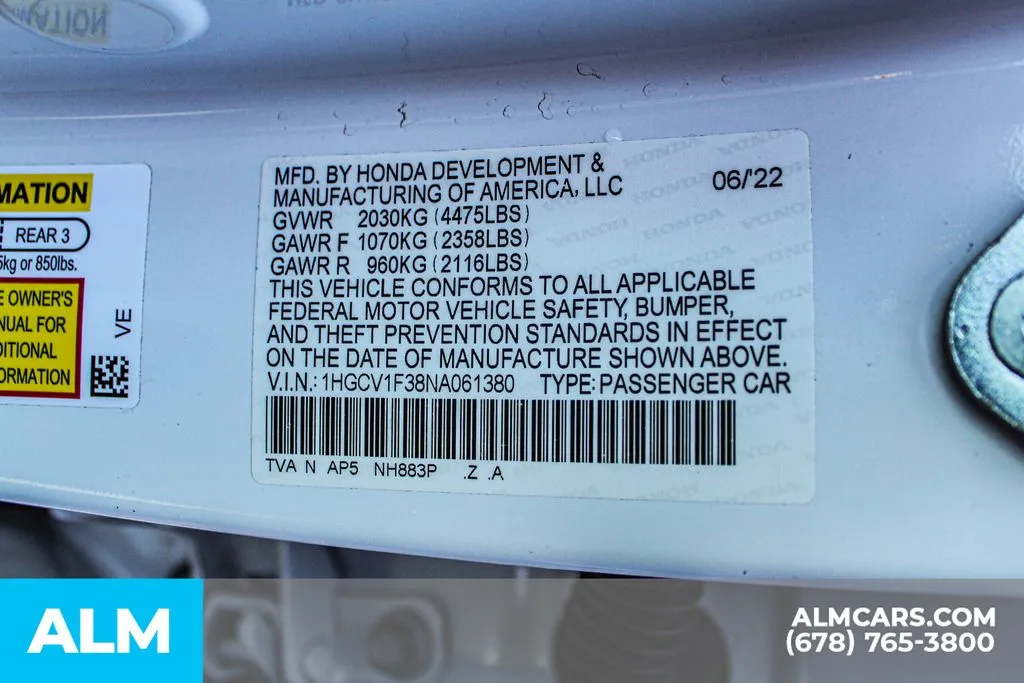 MATION
REAR 3
5kg or 850lbs.
E OWNER'S
NUAL FOR
DITIONAL
ORMATION
VE
MFD. BY HONDA DEVELOPMENT &
MANUFACTURING OF AMERICA, LLC 06/'22
GVWR 2030KG (4475LBS)
GAWR F 1070KG (2358LBS)
GAWR R 960KG (2116LBS)
THIS VEHICLE CONFORMS TO ALL APPLICABLE
FEDERAL MOTOR VEHICLE SAFETY, BUMPER,
AND THEFT PREVENTION STANDARDS IN EFFECT
ON THE DATE OF MANUFACTURE SHOWN ABOVE.
V.I.N.: 1HGCV1F38NA061380 TYPE: PASSENGER CAR
TVA N AP5 NH883P .Z .A
ALM
ALMCARS.COM
(678) 765-3800